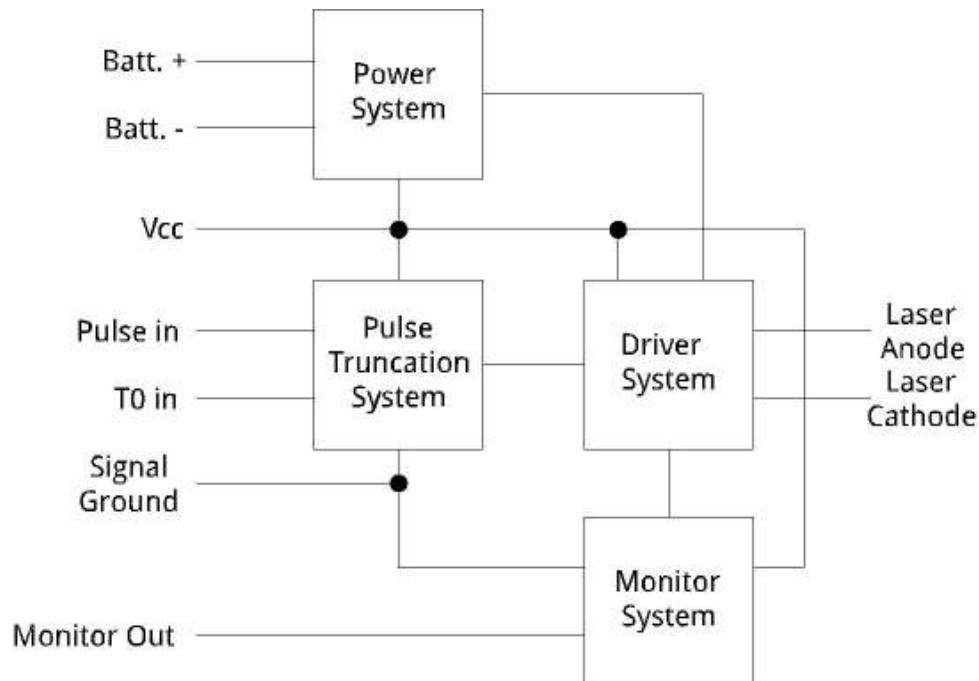 Batt. +
Batt. -
Power
System
Vcc
Pulse in
T0 in
Pulse
Truncation
System
Driver
System
Laser
Anode
Laser
Cathode
Signal
Ground
Monitor
System
Monitor Out